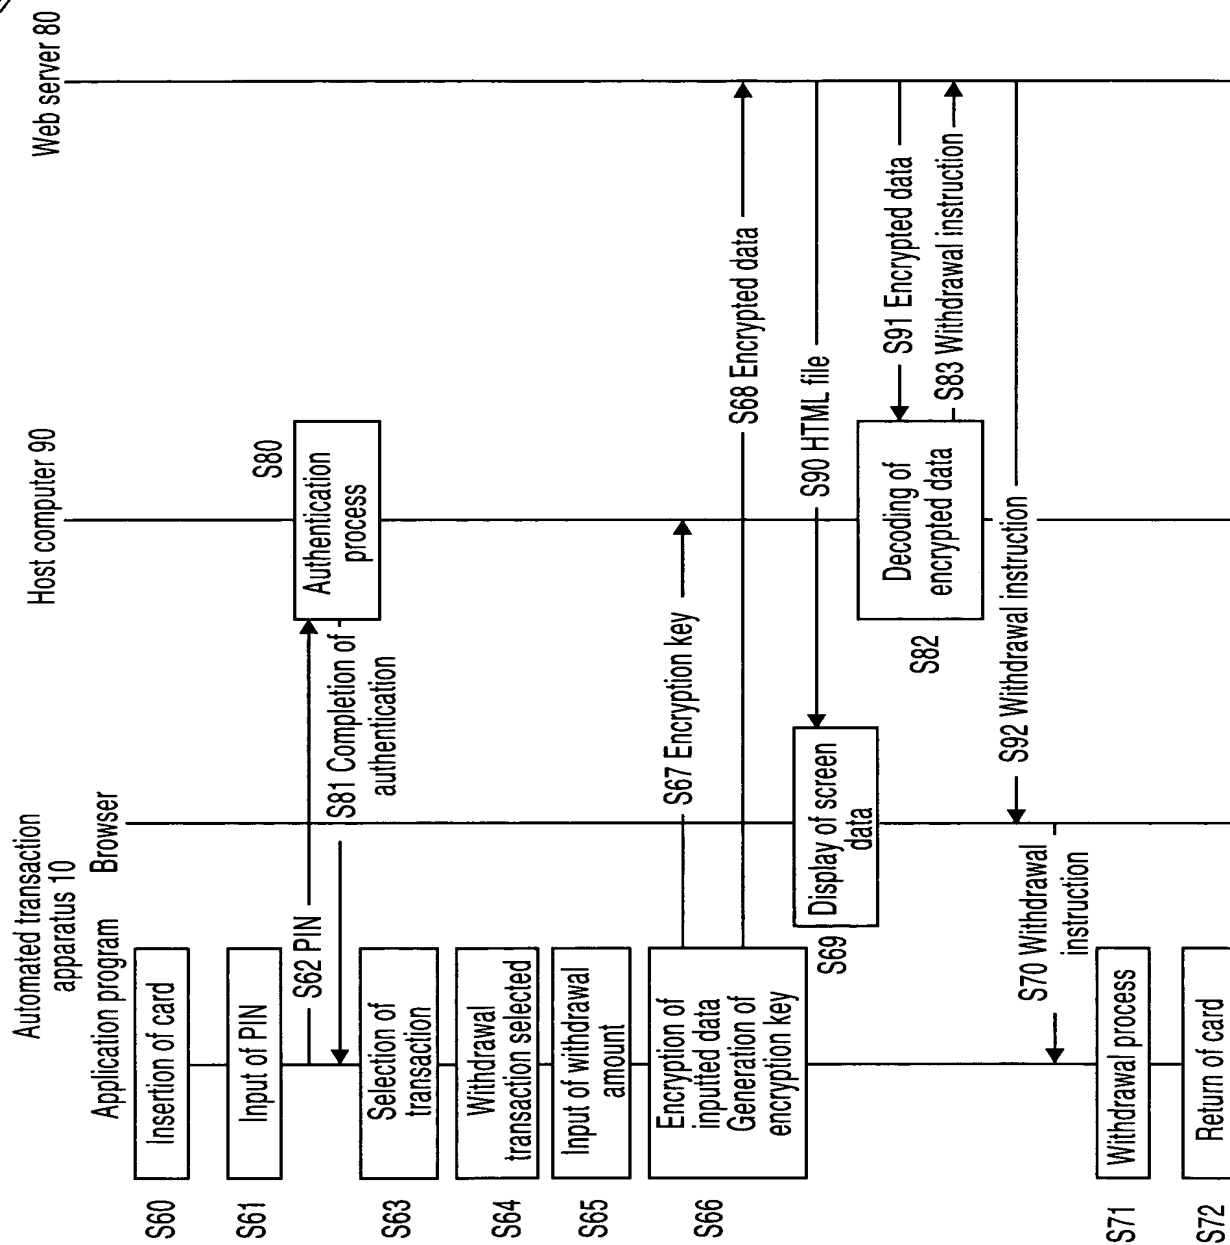 Automated transaction
apparatus 10
Application program
Browser
Host computer 90
Web server 80
S60
Insertion of card
S61
Input of PIN
S62 PIN
S80
Authentication
process
S81 Completion of
authentication
S63
Selection of
transaction
S64
Withdrawal
transaction selected
S65
Input of withdrawal
amount
S66
Encryption of
inputted data
Generation of
encryption key
S67 Encryption key
S68 Encrypted data
S69
Display of screen
data
S90 HTML file
S91 Encrypted data
S82
Decoding of
encrypted data
S83 Withdrawal instruction
S92 Withdrawal instruction
S70 Withdrawal
instruction
S71
Withdrawal process
S72
Return of card